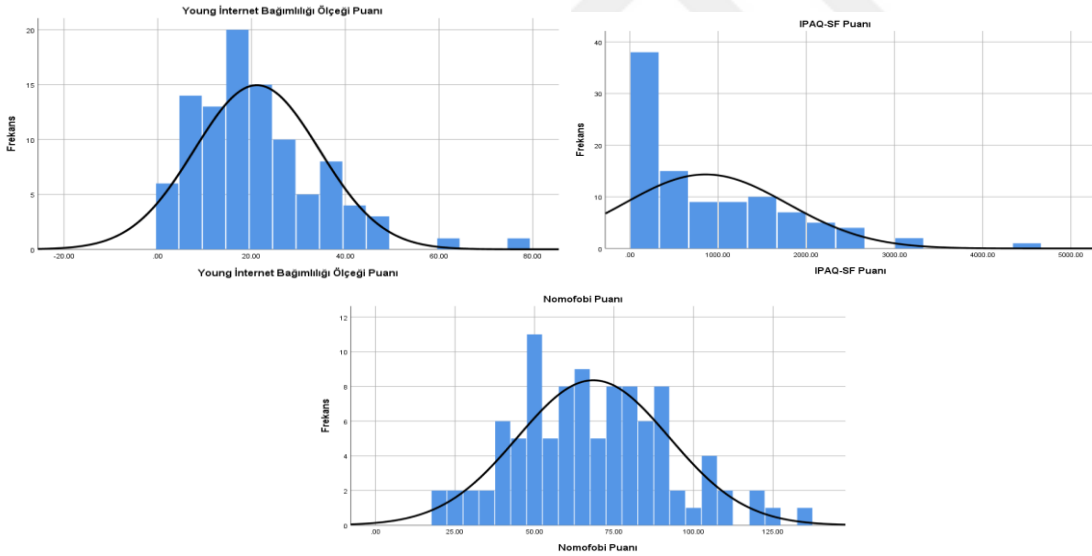 Young İnternet Bağımlılığı Ölçeği Puanı
Frekans
20
15
10
5
0
-20.00 .00 20.00 40.00 60.00 80.00
Young İnternet Bağımlılığı Ölçeği Puanı
IPAQ-SF Puanı
Frekans
40
30
20
10
0
.00 1000.00 2000.00 3000.00 4000.00 5000.00
IPAQ-SF Puanı
Nomofobi Puanı
Frekans
12
10
8
6
4
2
0
.00 25.00 50.00 75.00 100.00 125.00
Nomofobi Puanı